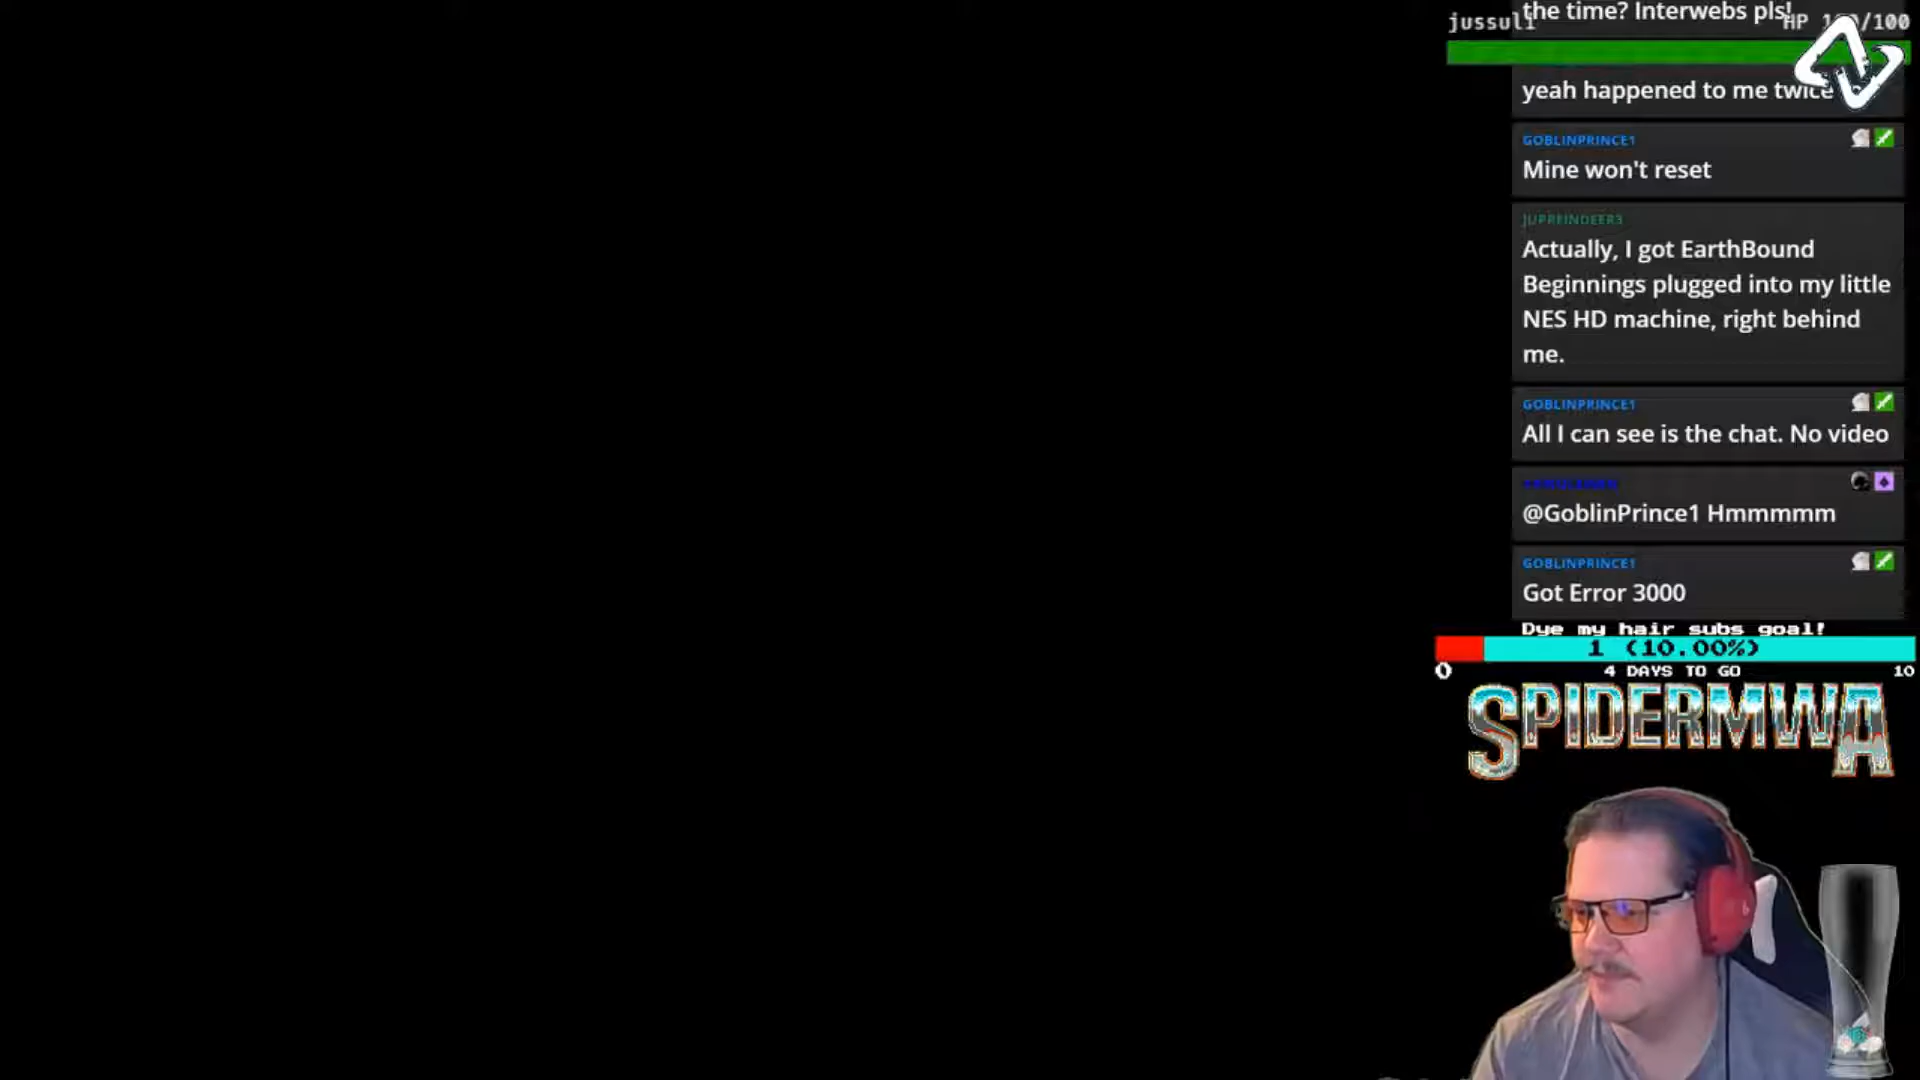 the time? Interwebs pls!
jussuli
HP /100
yeah happened to me twice
GOBLINPRINCE1
Mine won't reset
JUPREINDEER3
Actually, I got EarthBound
Beginnings plugged into my little
NES HD machine, right behind
me.
GOBLINPRINCE1
All I can see is the chat. No video
@GoblinPrince1 Hmmmmm
GOBLINPRINCE1
Got Error 3000
Dye my hair subs goal!
1 (10.00%)
0
4 DAYS TO GO
10
SPIDERMWA